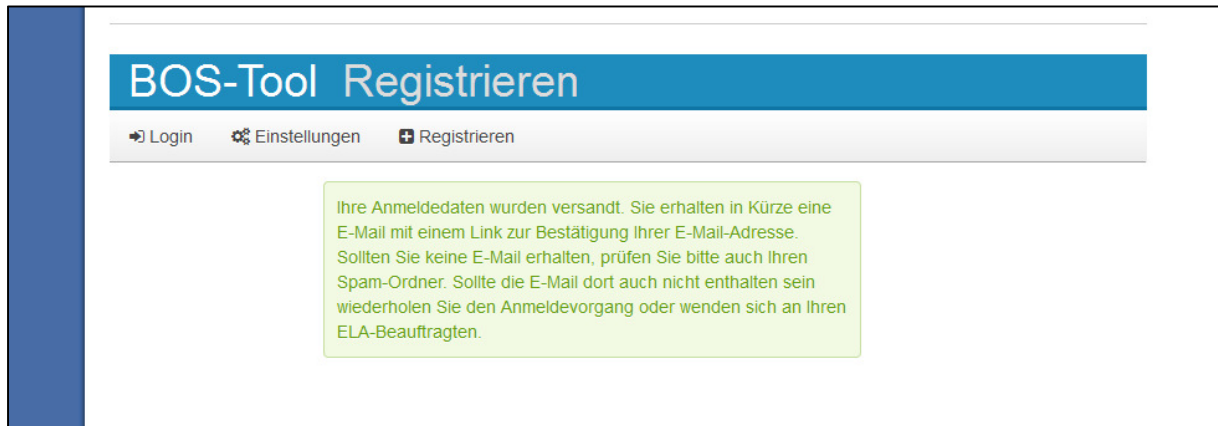 BOS-Tool Registrieren
Login Einstellungen Registrieren
Ihre Anmeldedaten wurden versandt. Sie erhalten in Kürze eine
E-Mail mit einem Link zur Bestätigung Ihrer E-Mail-Adresse.
Sollten Sie keine E-Mail erhalten, prüfen Sie bitte auch Ihren
Spam-Ordner. Sollte die E-Mail dort auch nicht enthalten sein
wiederholen Sie den Anmeldevorgang oder wenden sich an Ihren
ELA-Beauftragten.